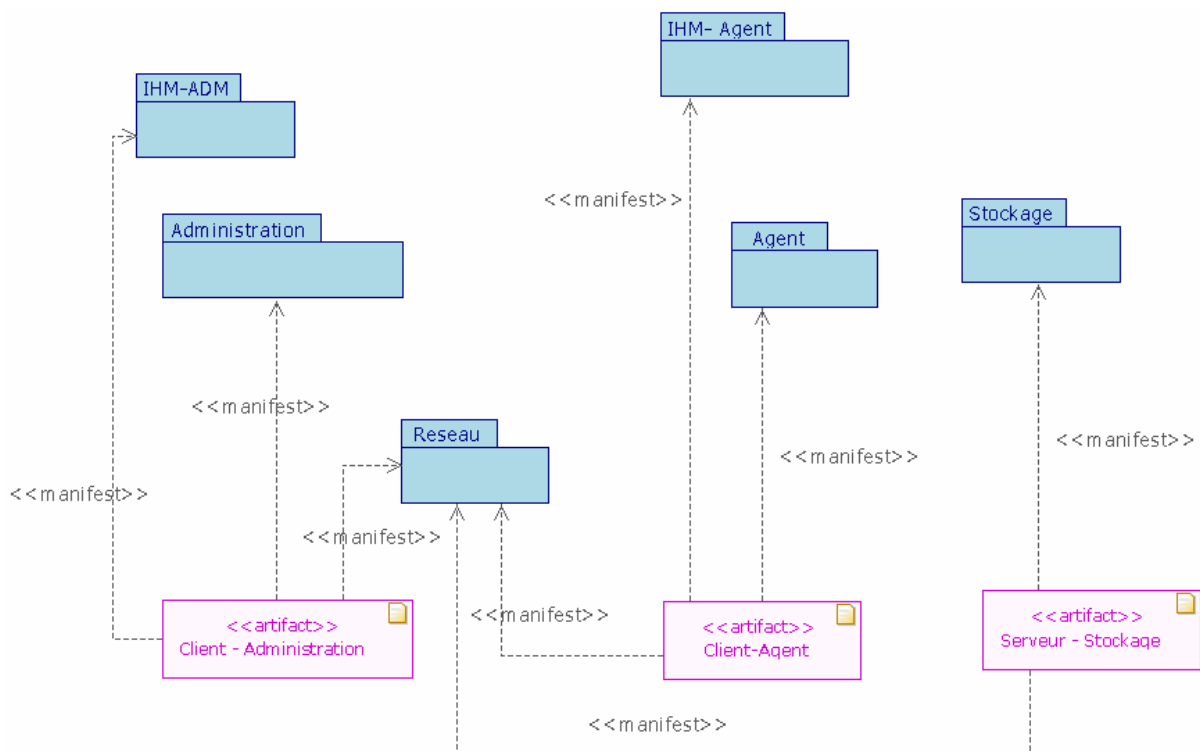 IHM- Agent
IHM-ADM
<<manifest>>
Administration
Agent
Stockage
<<manifest>>
Reseau
<<manifest>>
<<manifest>>
<<manifest>>
<<manifest>>
<<manifest>>
<<artifact>>
Client - Administration
<<artifact>>
Client-Agent
<<artifact>>
Serveur - Stockage
<<manifest>>